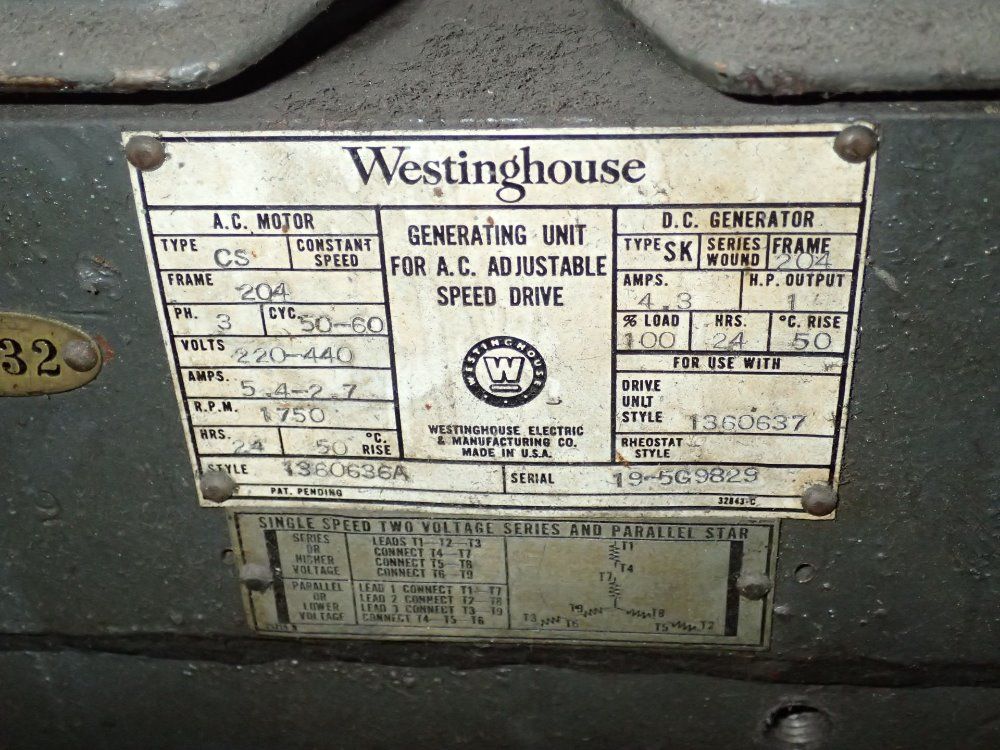 Westinghouse
A.C. MOTOR
TYPE CS CONSTANT SPEED
FRAME 204
PH. 3 CYC. 50-60
VOLTS 220-440
AMPS. 5.4-2.7
R.P.M. 1750
HRS. 24 50 °C. RISE
GENERATING UNIT
FOR A.C. ADJUSTABLE
SPEED DRIVE
WESTINGHOUSE
W
WESTINGHOUSE ELECTRIC
& MANUFACTURING CO.
MADE IN U.S.A.
D.C. GENERATOR
TYPE SK SERIES WOUND FRAME 204
AMPS. 4.3 H.P. OUTPUT 1
% LOAD HRS. °C. RISE
100 24 50
FOR USE WITH
DRIVE UNIT STYLE 1360637
RHEOSTAT STYLE
STYLE 1360636A SERIAL 19-5G9829
PAT. PENDING 32843-C
32
SINGLE SPEED TWO VOLTAGE SERIES AND PARALLEL STAR
SERIES OR HIGHER VOLTAGE
LEADS T1-T2-T3
CONNECT T4-T7
CONNECT T5-T8
CONNECT T6-T9
PARALLEL OR LOWER VOLTAGE
LEAD 1 CONNECT T1-T7
LEAD 2 CONNECT T2-T8
LEAD 3 CONNECT T3-T9
CONNECT T4-T5 T6
T1
T4
T7
T9 T8
T3 T6 T5 T2